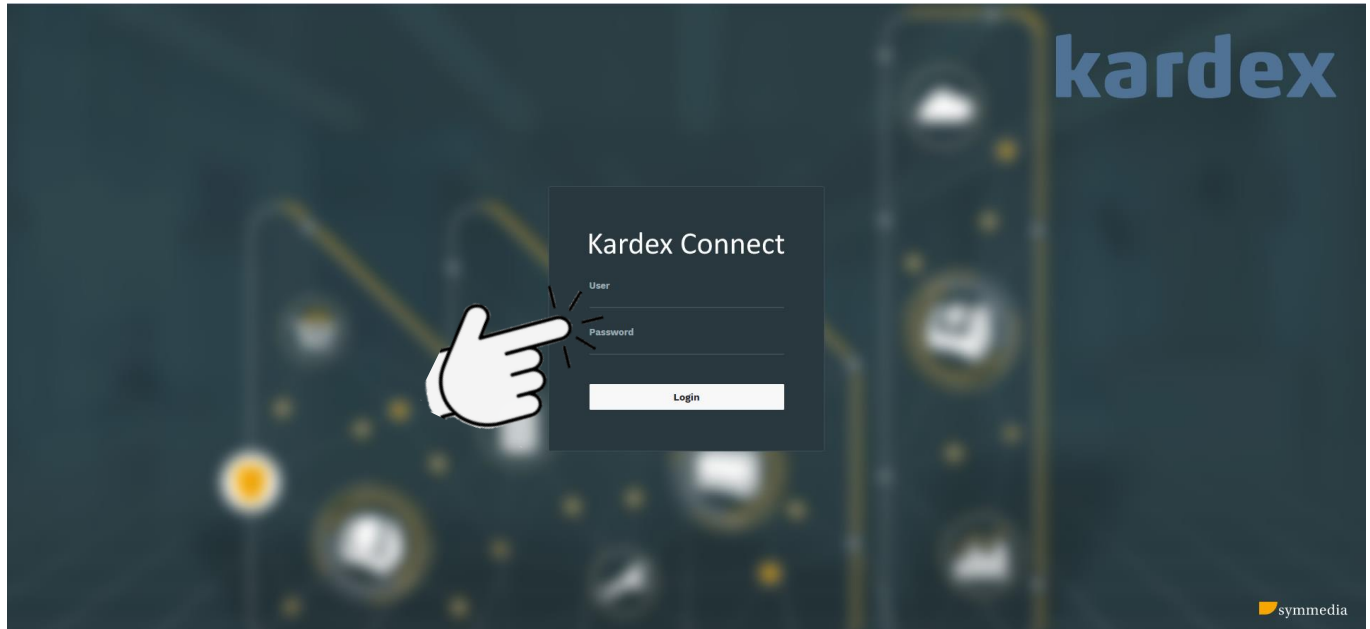 kardex
Kardex Connect
User
Password
Login
symmedia